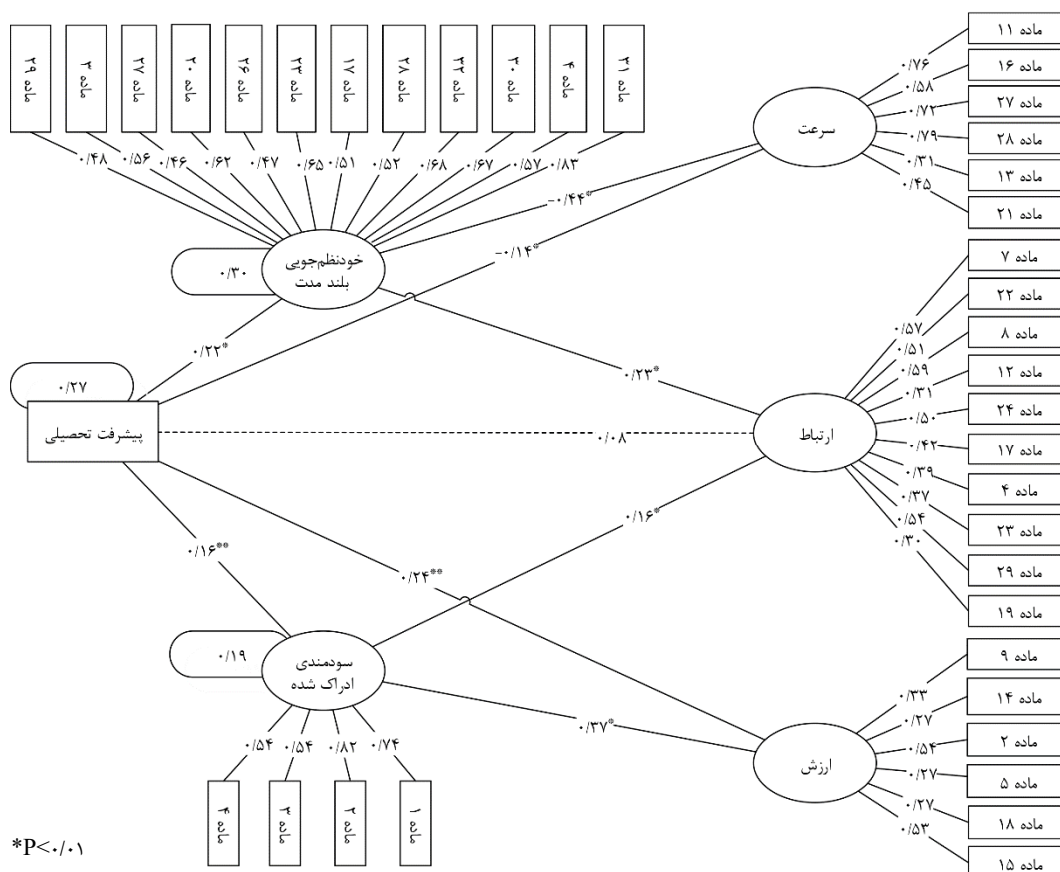 ماده ۲۹
ماده ۳
ماده ۲۷
ماده ۲۰
ماده ۲۶
ماده ۲۳
ماده ۱۷
ماده ۲۸
ماده ۳۲
ماده ۳۰
ماده ۴
ماده ۳۱
۰/۴۸
۰/۵۶
۰/۴۶
۰/۶۲
۰/۴۷
۰/۶۵
۰/۵۱
۰/۵۲
۰/۶۸
۰/۶۷
۰/۵۷
۰/۸۳
خودنظم‌جویی
بلند مدت
۰/۳۰
سرعت
ماده ۱۱
ماده ۱۶
ماده ۲۷
ماده ۲۸
ماده ۱۳
ماده ۲۱
۰/۷۶
۰/۵۸
۰/۷۲
۰/۷۹
۰/۳۱
۰/۴۵
-۰/۴۴*
-۰/۱۴*
۰/۲۲*
۰/۲۳*
۰/۲۷
پیشرفت تحصیلی
۰/۰۸
ارتباط
ماده ۷
ماده ۲۲
ماده ۸
ماده ۱۲
ماده ۲۴
ماده ۱۷
ماده ۴
ماده ۲۳
ماده ۲۹
ماده ۱۹
۰/۵۷
۰/۵۱
۰/۵۹
۰/۳۱
۰/۵۰
۰/۴۲
۰/۳۹
۰/۳۷
۰/۵۴
۰/۳۰
۰/۱۶*
۰/۱۶**
۰/۲۴**
۰/۱۹
سودمندی
ادراک شده
۰/۳۷*
ارزش
ماده ۹
ماده ۱۴
ماده ۲
ماده ۵
ماده ۱۸
ماده ۱۵
۰/۳۳
۰/۲۷
۰/۵۴
۰/۲۷
۰/۲۷
۰/۵۳
۰/۵۴
۰/۵۴
۰/۸۲
۰/۷۴
ماده ۴
ماده ۳
ماده ۲
ماده ۱
*P<۰/۰۱